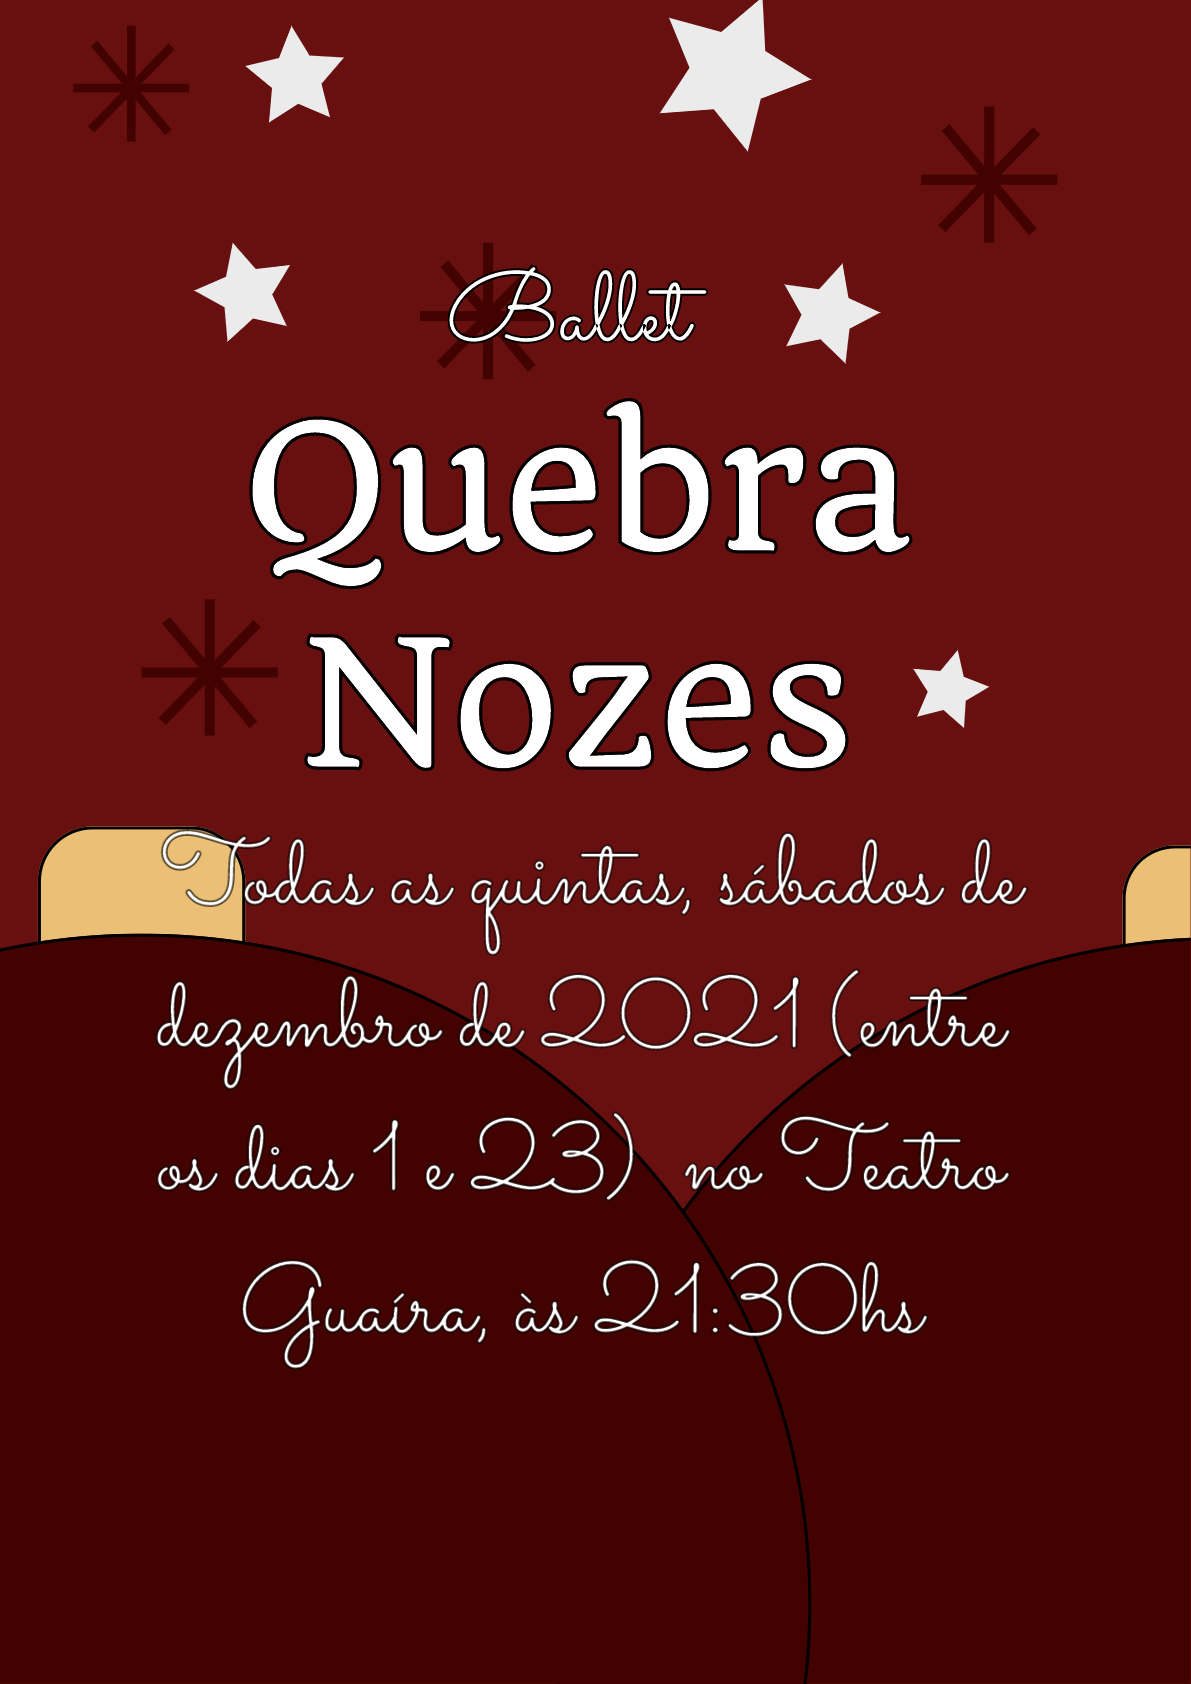 Ballet
Quebra
Nozes
Todas as quintas, sábados de
dezembro de 2021 (entre
os dias 1 e 23) no Teatro
Guaíra, às 21:30hs